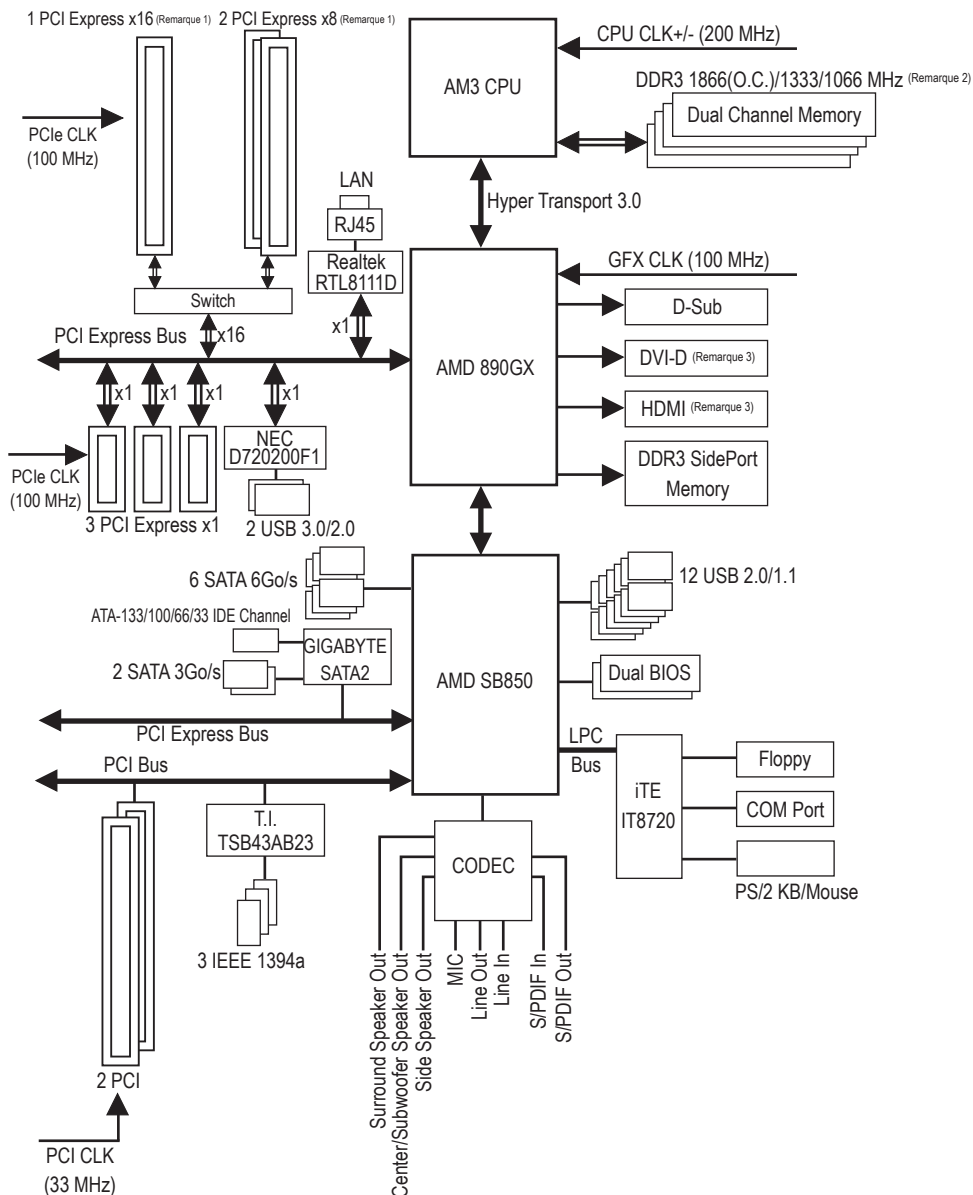 1 PCI Express x16 (Remarque 1)
2 PCI Express x8 (Remarque 1)
CPU CLK+/- (200 MHz)
AM3 CPU
DDR3 1866(O.C.)/1333/1066 MHz (Remarque 2)
Dual Channel Memory
PCIe CLK
(100 MHz)
LAN
RJ45
Hyper Transport 3.0
Realtek
RTL8111D
GFX CLK (100 MHz)
Switch
D-Sub
PCI Express Bus
x16
x1
AMD 890GX
DVI-D (Remarque 3)
x1
x1
x1
x1
HDMI (Remarque 3)
NEC
D720200F1
DDR3 SidePort
Memory
PCIe CLK
(100 MHz)
3 PCI Express x1
2 USB 3.0/2.0
6 SATA 6Go/s
12 USB 2.0/1.1
ATA-133/100/66/33 IDE Channel
GIGABYTE
SATA2
2 SATA 3Go/s
AMD SB850
Dual BIOS
PCI Express Bus
LPC
Bus
PCI Bus
iTE
IT8720
Floppy
COM Port
PS/2 KB/Mouse
T.I.
TSB43AB23
CODEC
3 IEEE 1394a
Surround Speaker Out
Center/Subwoofer Speaker Out
Side Speaker Out
MIC
Line Out
Line In
S/PDIF In
S/PDIF Out
2 PCI
PCI CLK
(33 MHz)